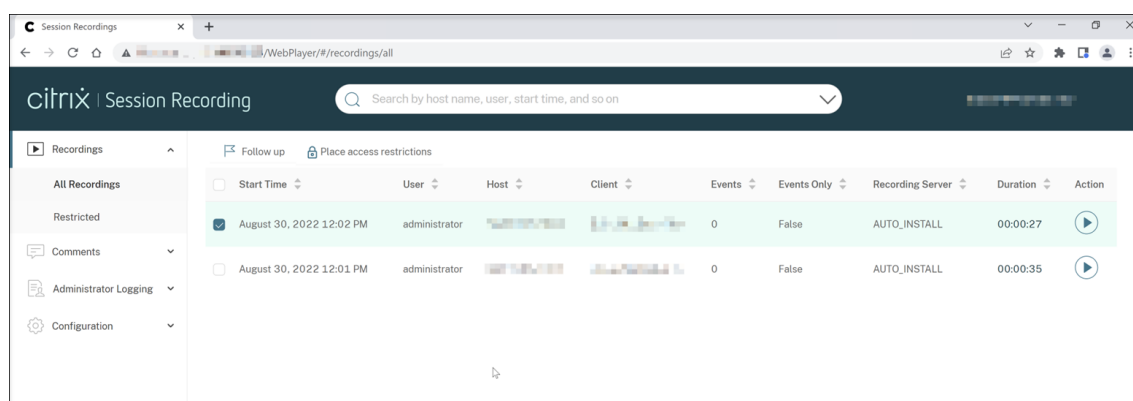 Session Recordings
/WebPlayer/#/recordings/all
citrix | Session Recording
Search by host name, user, start time, and so on
Recordings
Follow up Place access restrictions
All Recordings
Start Time User Host Client Events Events Only Recording Server Duration Action
Restricted
August 30, 2022 12:02 PM administrator 0 False AUTO_INSTALL 00:00:27
Comments
August 30, 2022 12:01 PM administrator 0 False AUTO_INSTALL 00:00:35
Administrator Logging
Configuration